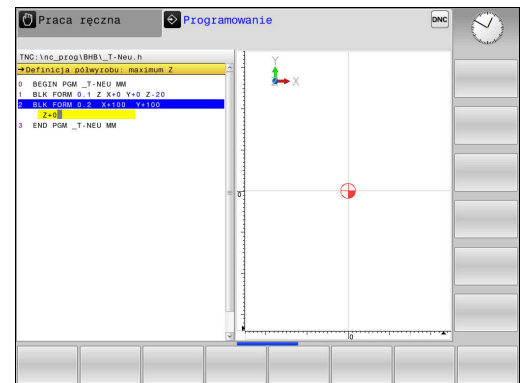 Praca ręczna
Programowanie
DNC
TNC:\nc_prog\BHB\_T-Neu.h
→Definicja półwyrobu: maximum Z
0 BEGIN PGM _T-NEU MM
1 BLK FORM 0.1 Z X+0 Y+0 Z-20
2 BLK FORM 0.2 X+100 Y+100
Z+0
3 END PGM _T-NEU MM
Y
X
0
0